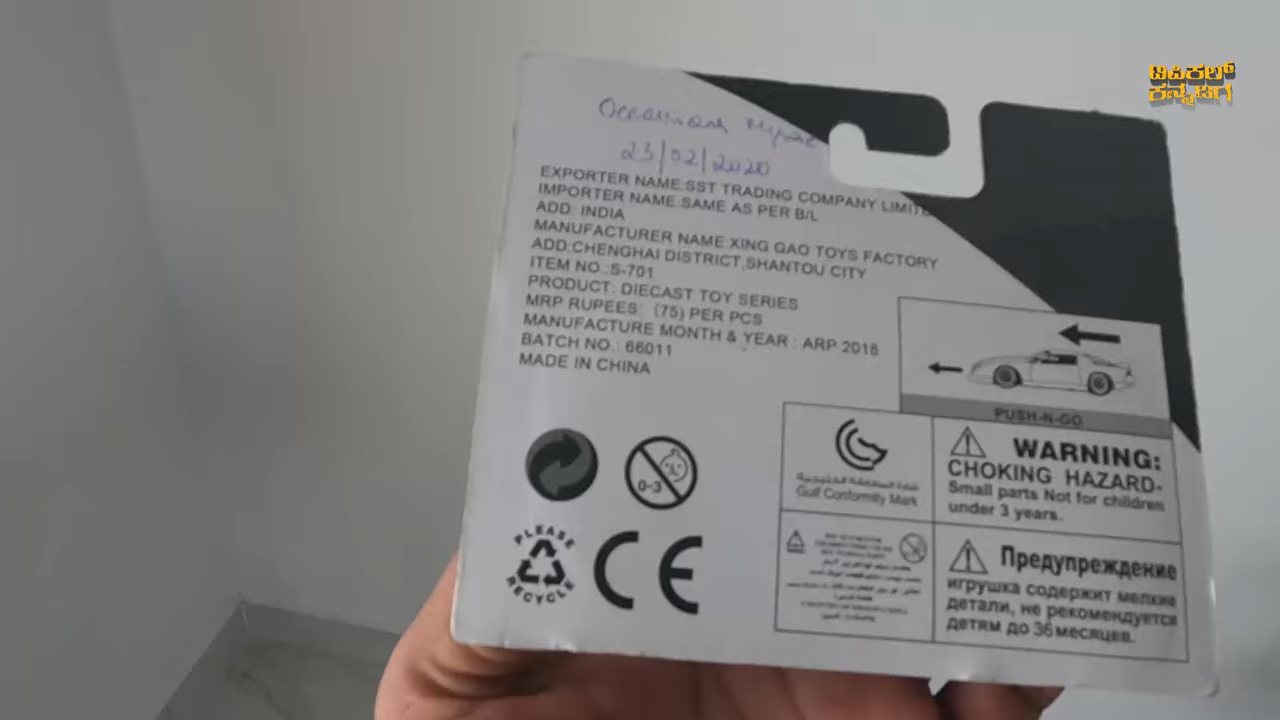 ಟಿಪಿಕಲ್
ಕನ್ನಡಿಗ
23/02/2020
EXPORTER NAME:SST TRADING COMPANY
IMPORTER NAME:SAME AS PER B/L
ADD: INDIA
MANUFACTURER NAME:XING GAO TOYS FACTORY
ADD:CHENGHAI DISTRICT,SHANTOU CITY
ITEM NO.:S-701
PRODUCT: DIECAST TOY SERIES
MRP RUPEES: (75) PER PCS
MANUFACTURE MONTH & YEAR : ARP 2018
BATCH NO.: 66011
MADE IN CHINA
PUSH-N-GO
0-3
PLEASE
RECYCLE
CE
Gulf Conformity Mark
WARNING:
CHOKING HAZARD-
Small parts Not for children
under 3 years.
Предупреждение
игрушка содержит мелкие
детали, не рекомендуется
детям до 36 месяцев.